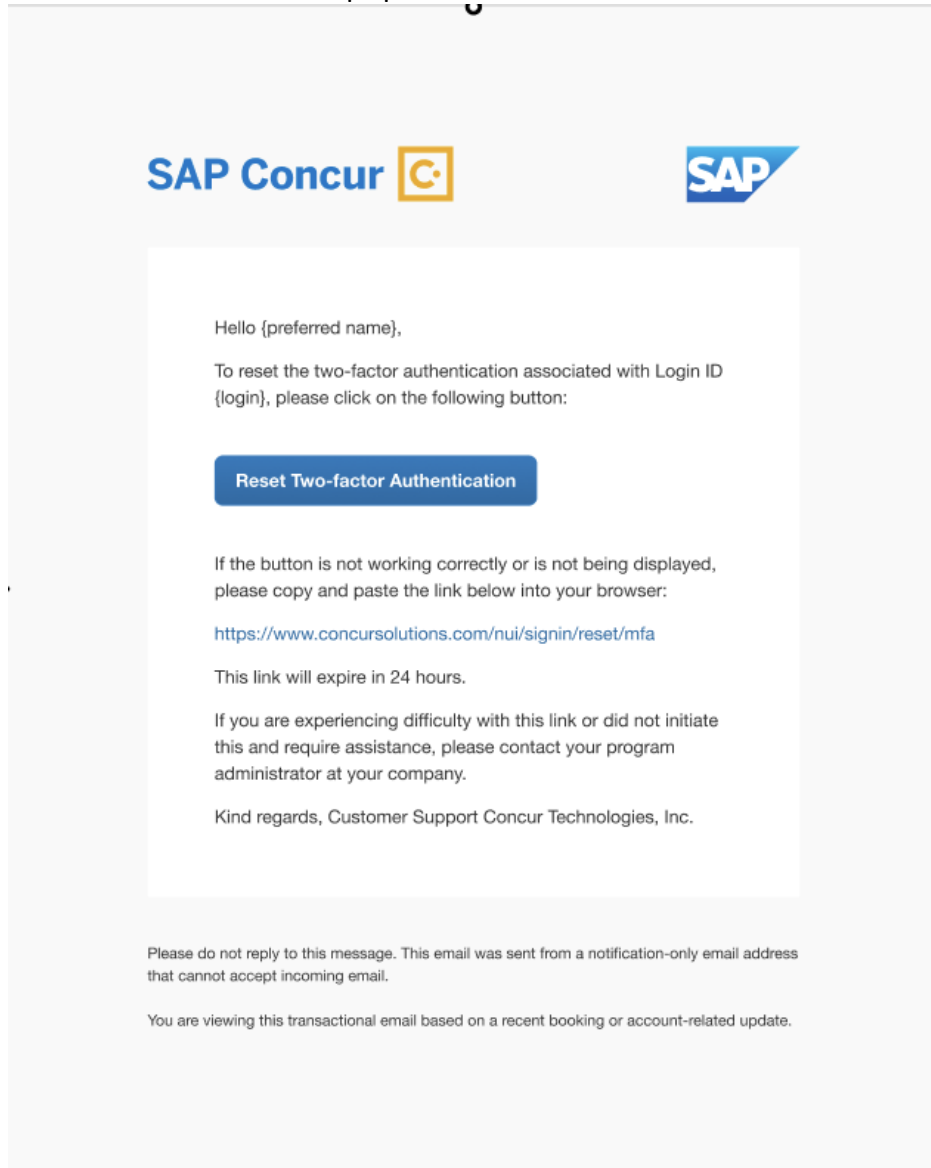 SAP Concur C
SAP
Hello {preferred name},
To reset the two-factor authentication associated with Login ID
{login}, please click on the following button:
Reset Two-factor Authentication
If the button is not working correctly or is not being displayed,
please copy and paste the link below into your browser:
https://www.concursolutions.com/nui/signin/reset/mfa
This link will expire in 24 hours.
If you are experiencing difficulty with this link or did not initiate
this and require assistance, please contact your program
administrator at your company.
Kind regards, Customer Support Concur Technologies, Inc.
Please do not reply to this message. This email was sent from a notification-only email address
that cannot accept incoming email.
You are viewing this transactional email based on a recent booking or account-related update.